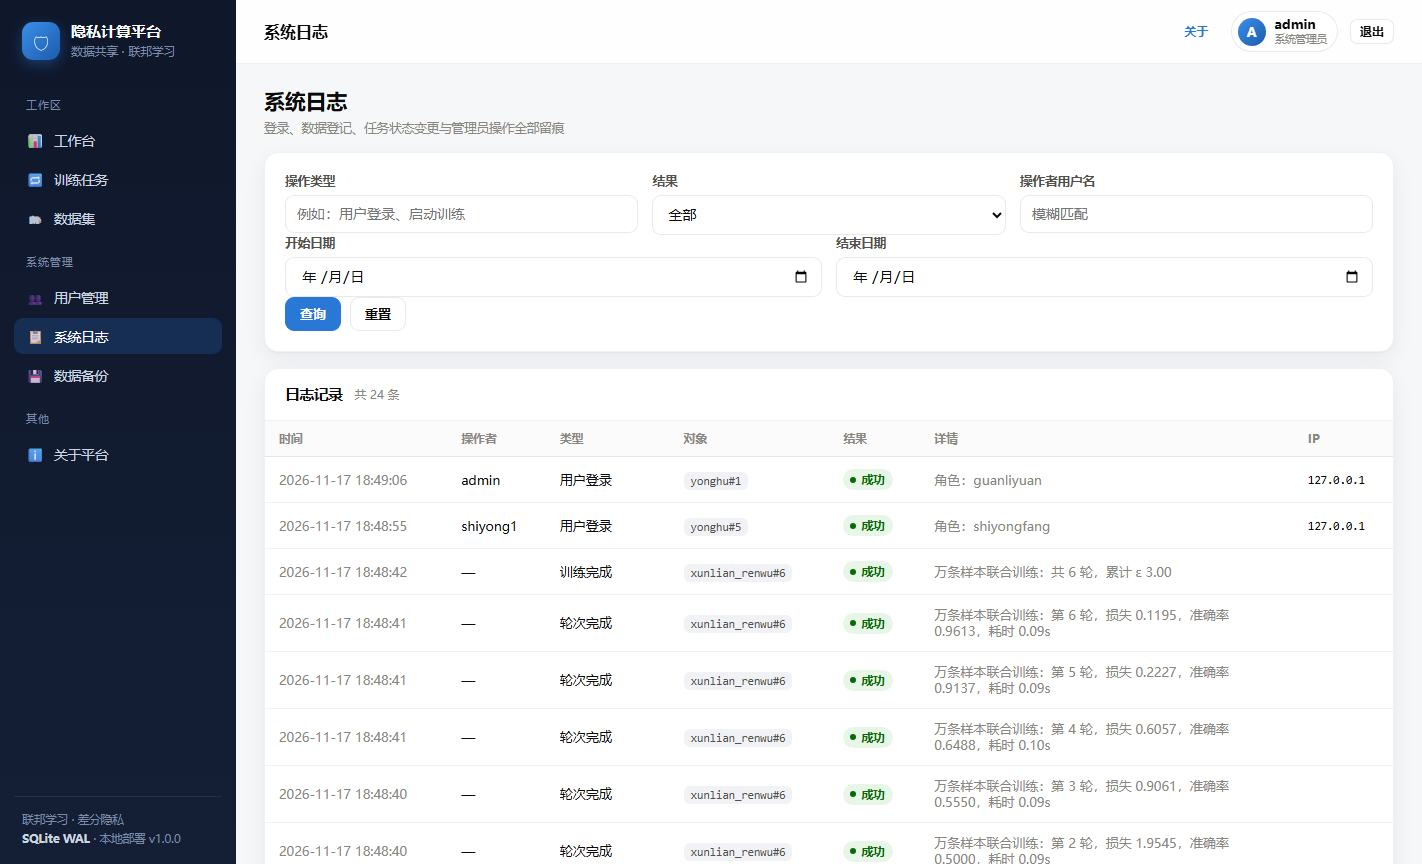 隐私计算平台
数据共享 · 联邦学习
工作区
工作台
训练任务
数据集
系统管理
用户管理
系统日志
数据备份
其他
关于平台
联邦学习 · 差分隐私
SQLite WAL · 本地部署 v1.0.0
系统日志
关于
A
admin
系统管理员
退出
系统日志
登录、数据登记、任务状态变更与管理员操作全部留痕
操作类型
结果
操作者用户名
例如：用户登录、启动训练
全部
模糊匹配
开始日期
结束日期
年 /月/日
年 /月/日
查询
重置
日志记录 共 24 条
时间 操作者 类型 对象 结果 详情 IP
2026-11-17 18:49:06 admin 用户登录 yonghu#1 成功 角色：guanliyuan 127.0.0.1
2026-11-17 18:48:55 shiyong1 用户登录 yonghu#5 成功 角色：shiyongfang 127.0.0.1
2026-11-17 18:48:42 — 训练完成 xunlian_renwu#6 成功 万条样本联合训练：共 6 轮，累计 ε 3.00
2026-11-17 18:48:41 — 轮次完成 xunlian_renwu#6 成功 万条样本联合训练：第 6 轮，损失 0.1195，准确率
0.9613，耗时 0.09s
2026-11-17 18:48:41 — 轮次完成 xunlian_renwu#6 成功 万条样本联合训练：第 5 轮，损失 0.2227，准确率
0.9137，耗时 0.09s
2026-11-17 18:48:41 — 轮次完成 xunlian_renwu#6 成功 万条样本联合训练：第 4 轮，损失 0.6057，准确率
0.6488，耗时 0.10s
2026-11-17 18:48:40 — 轮次完成 xunlian_renwu#6 成功 万条样本联合训练：第 3 轮，损失 0.9061，准确率
0.5550，耗时 0.09s
2026-11-17 18:48:40 — 轮次完成 xunlian_renwu#6 成功 万条样本联合训练：第 2 轮，损失 1.9545，准确率
0.5000，耗时 0.09s